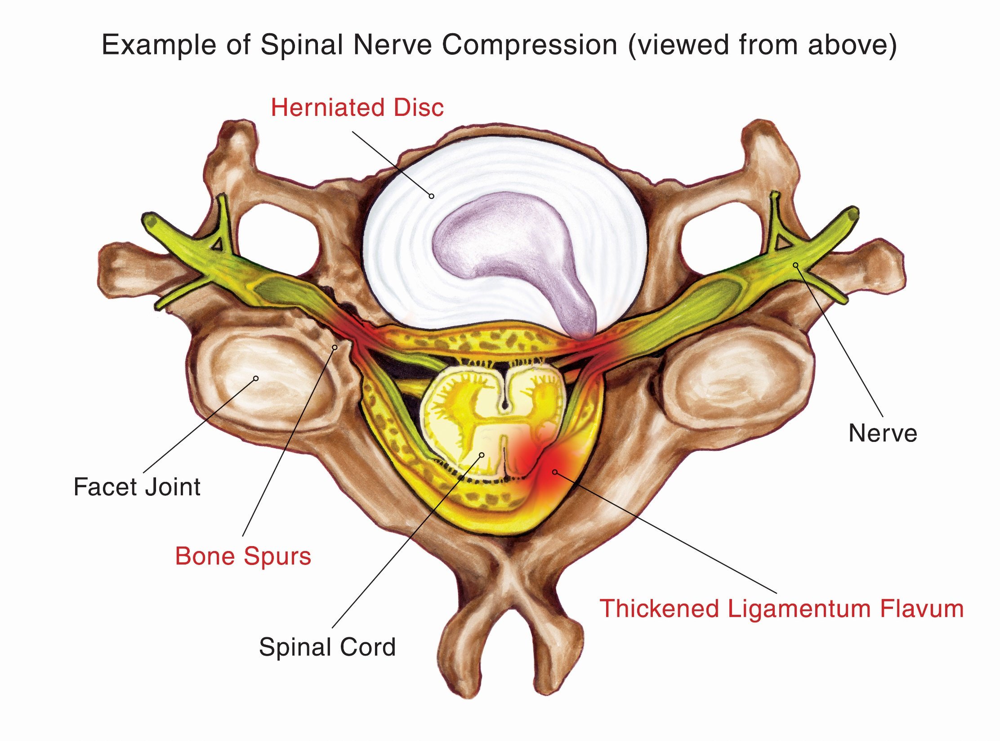 Example of Spinal Nerve Compression (viewed from above)
Herniated Disc
Nerve
Facet Joint
Bone Spurs
Thickened Ligamentum Flavum
Spinal Cord